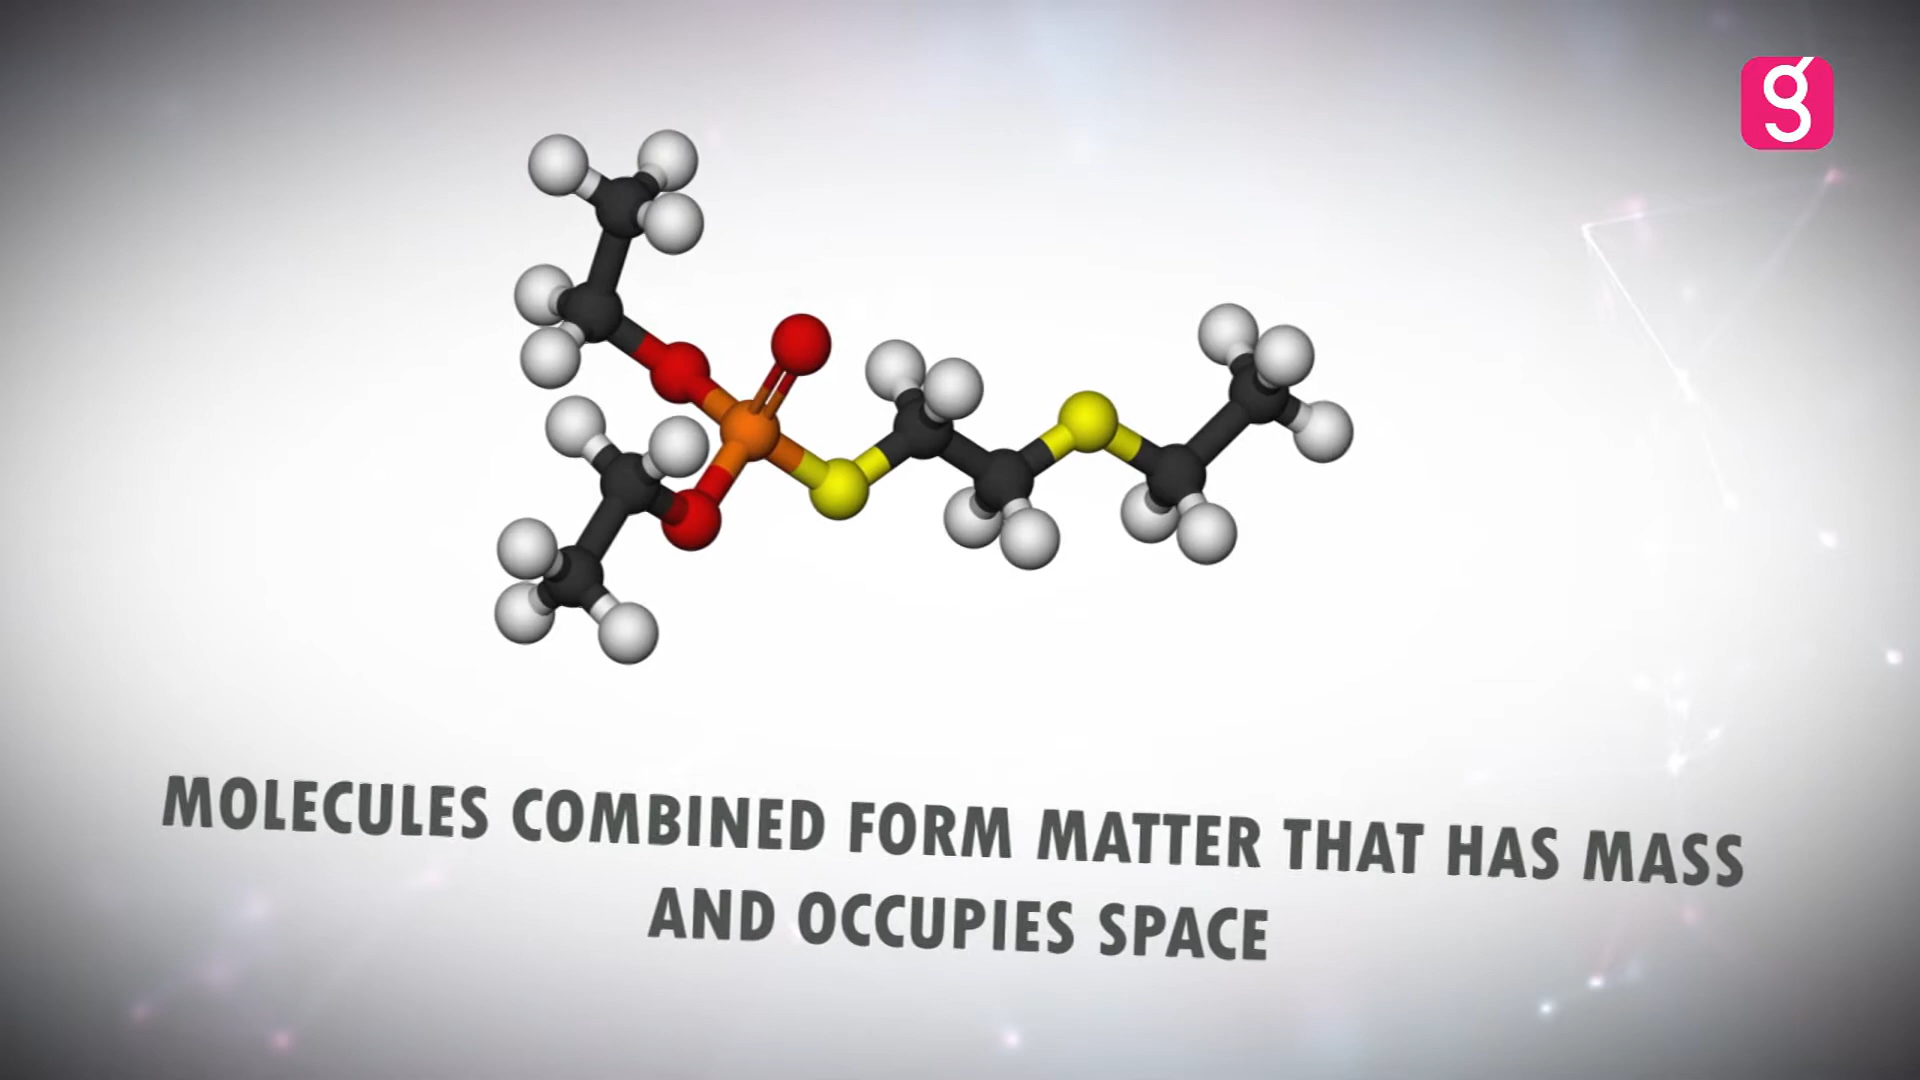 g
MOLECULES COMBINED FORM MATTER THAT HAS MASS
AND OCCUPIES SPACE